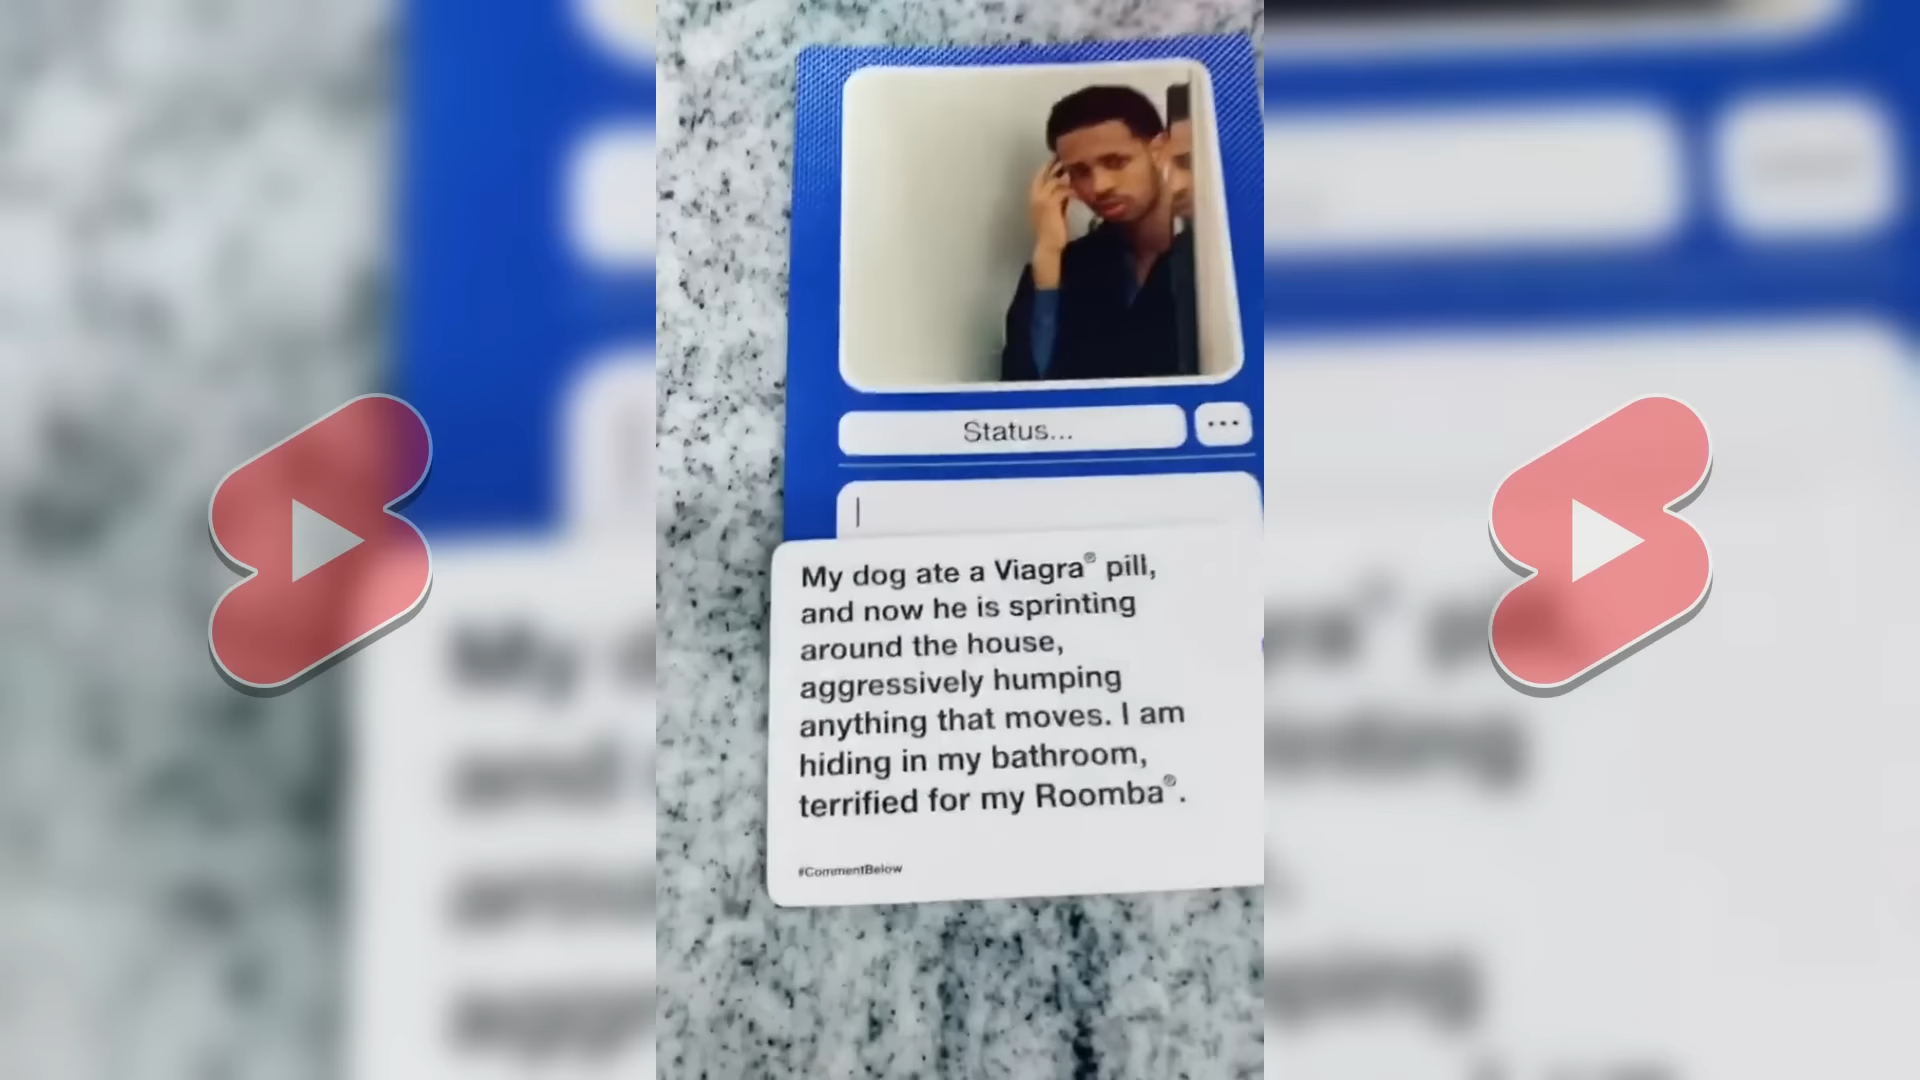 Status...
My dog ate a Viagra® pill,
and now he is sprinting
around the house,
aggressively humping
anything that moves. I am
hiding in my bathroom,
terrified for my Roomba®.
#CommentBelow